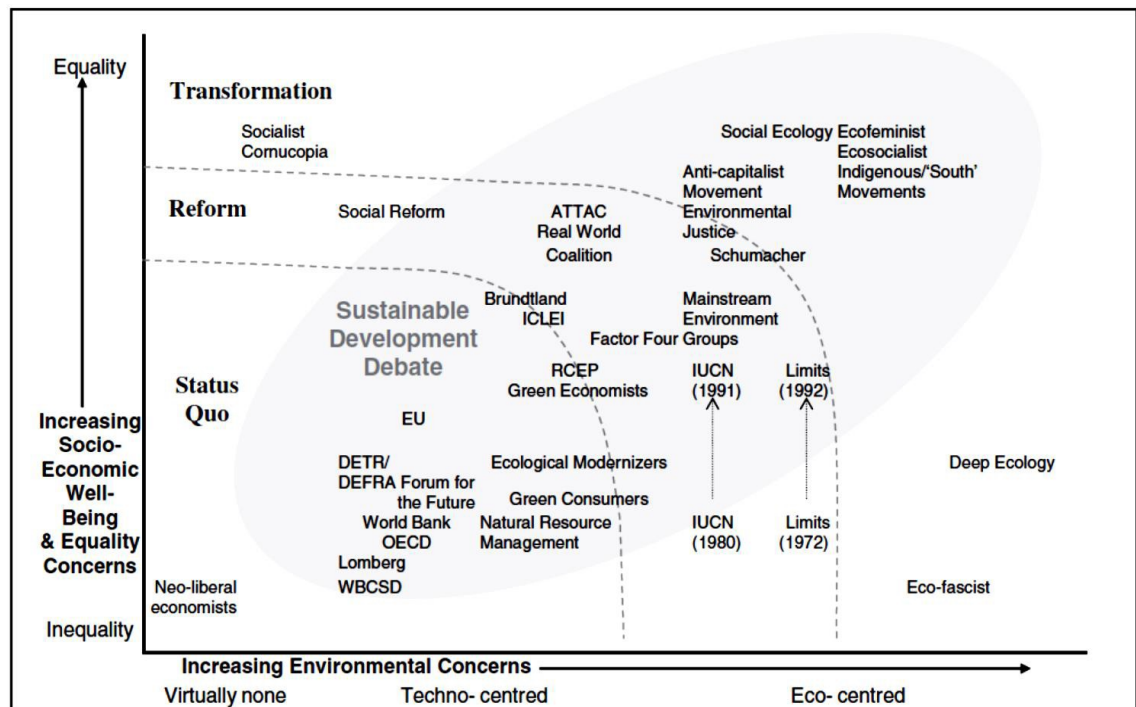 Equality
Transformation
Socialist
Cornucopia
Social Ecology Ecofeminist
Ecosocialist
Indigenous/‘South’
Movements
Anti-capitalist
Movement
Environmental
Justice
Reform
Social Reform
ATTAC
Real World
Coalition
Schumacher
Sustainable
Development
Debate
Brundtland
ICLEI
Mainstream
Environment
Factor Four Groups
Status
Quo
RCEP
Green Economists
IUCN
(1991)
Limits
(1992)
EU
Increasing
Socio-
Economic
Well-
Being
& Equality
Concerns
DETR/
DEFRA Forum for
the Future
Ecological Modernizers
Deep Ecology
Green Consumers
World Bank
OECD
Natural Resource
Management
IUCN
(1980)
Limits
(1972)
Lomberg
WBCSD
Neo-liberal
economists
Eco-fascist
Inequality
Increasing Environmental Concerns
Virtually none
Techno- centred
Eco- centred